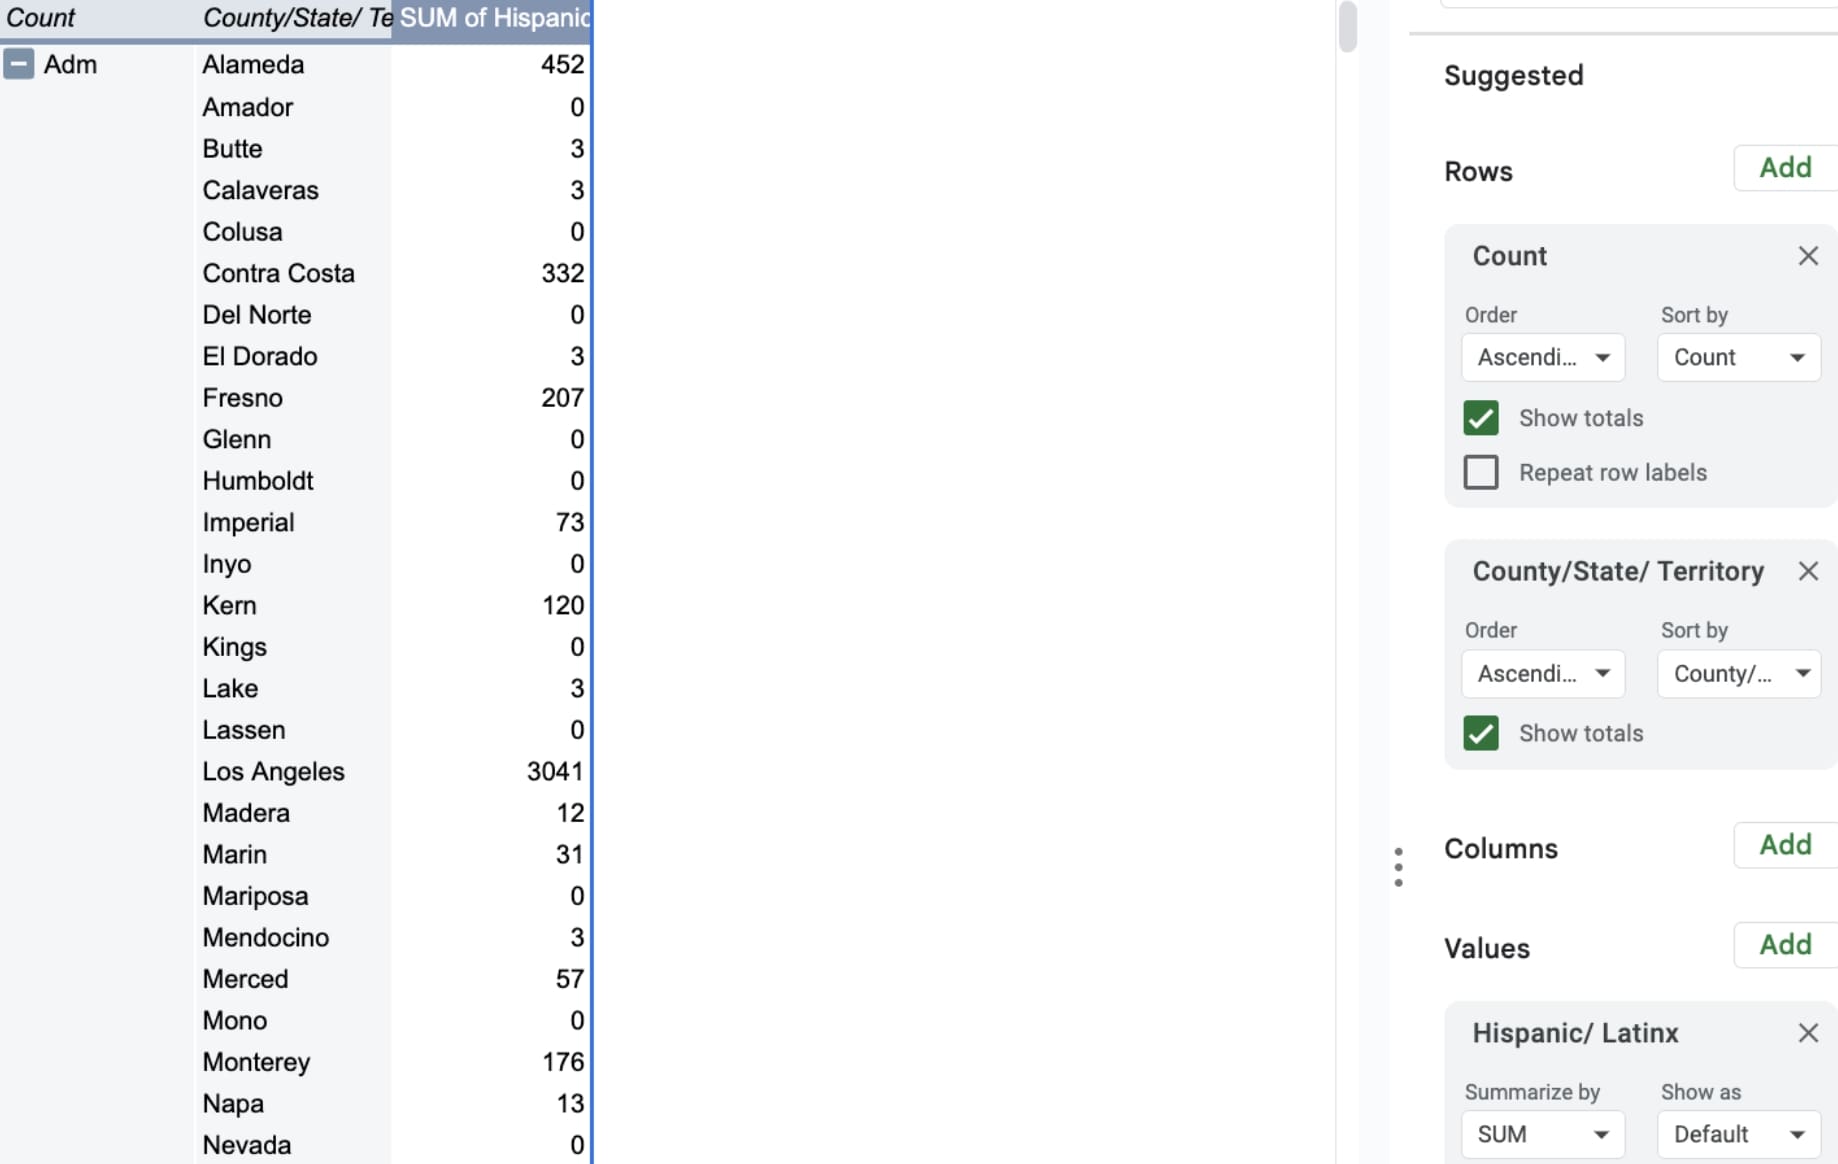 Count County/State/ Te SUM of Hispanic
Adm Alameda 452
Amador 0
Butte 3
Calaveras 3
Colusa 0
Contra Costa 332
Del Norte 0
El Dorado 3
Fresno 207
Glenn 0
Humboldt 0
Imperial 73
Inyo 0
Kern 120
Kings 0
Lake 3
Lassen 0
Los Angeles 3041
Madera 12
Marin 31
Mariposa 0
Mendocino 3
Merced 57
Mono 0
Monterey 176
Napa 13
Nevada 0
Suggested
Rows Add
Count
Order Sort by
Ascendi... Count
Show totals
Repeat row labels
County/State/ Territory
Order Sort by
Ascendi... County/...
Show totals
Columns Add
Values Add
Hispanic/ Latinx
Summarize by Show as
SUM Default